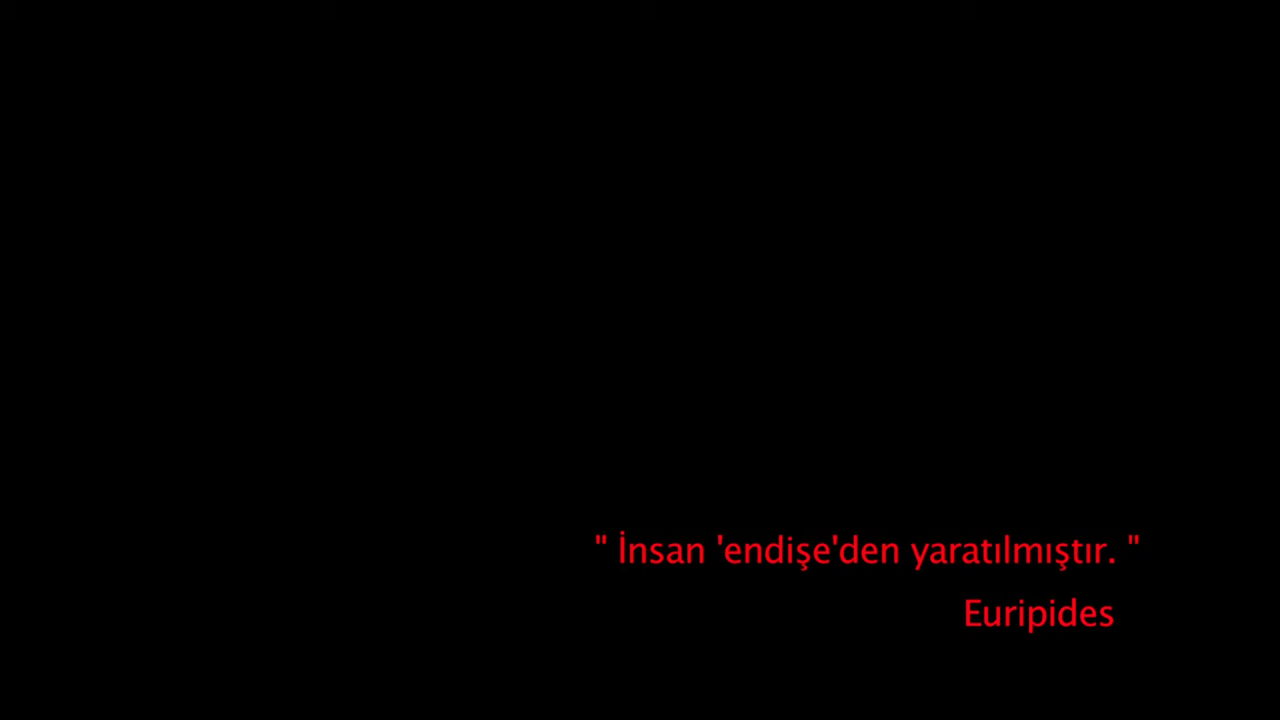 " İnsan 'endişe'den yaratılmıştır. "
Euripides